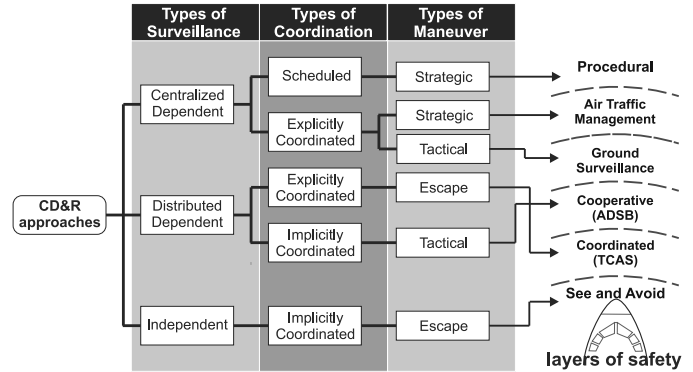 Types of
Surveillance
Types of
Coordination
Types of
Maneuver
CD&R
approaches
Centralized
Dependent
Distributed
Dependent
Independent
Scheduled
Explicitly
Coordinated
Explicitly
Coordinated
Implicitly
Coordinated
Implicitly
Coordinated
Strategic
Strategic
Tactical
Escape
Tactical
Escape
Procedural
Air Traffic
Management
Ground
Surveillance
Cooperative
(ADSB)
Coordinated
(TCAS)
See and Avoid
layers of safety